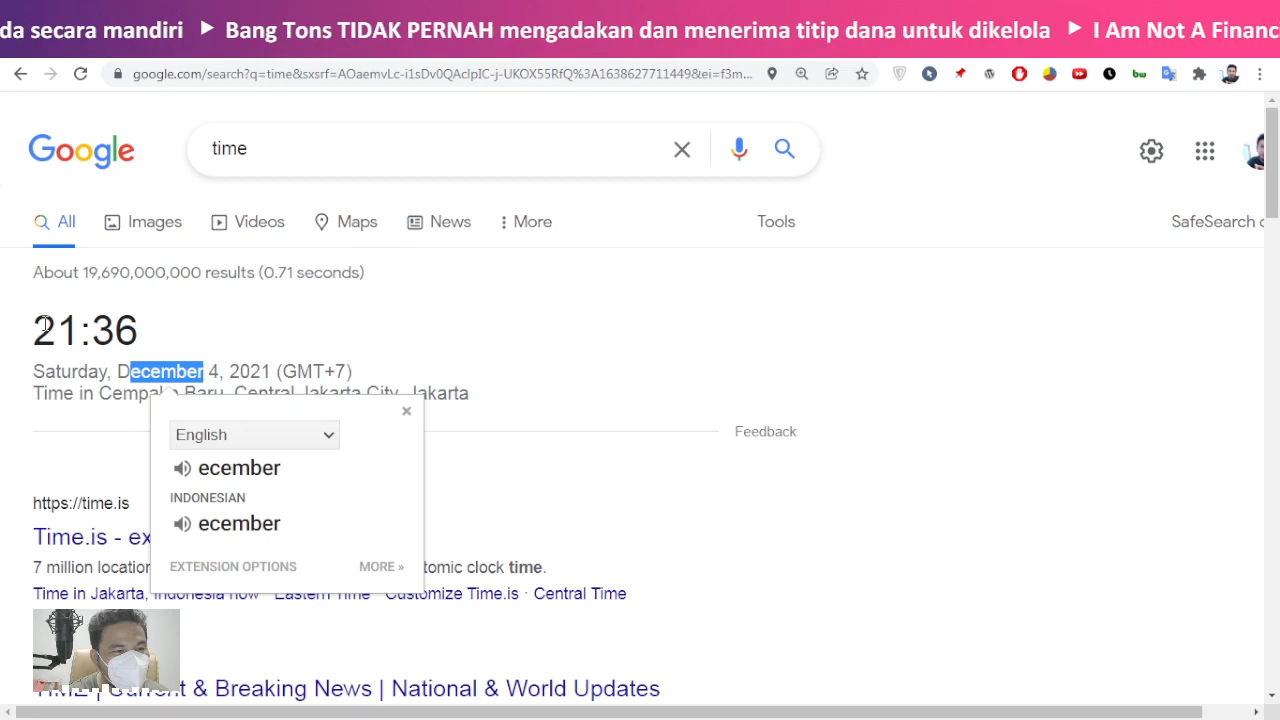 da secara mandiri ▶ Bang Tons TIDAK PERNAH mengadakan dan menerima titip dana untuk dikelola ▶ I Am Not A Financ
google.com/search?q=time&sxsrf=AOaemvLc-i1sDv0QAclpIC-j-UKOX55RfQ%3A1638627711449&ei=f3m...
Google
time
All Images Videos Maps News More Tools SafeSearch o
About 19,690,000,000 results (0.71 seconds)
21:36
Saturday, December 4, 2021 (GMT+7)
Time in Cempaka Baru, Central Jakarta City, Jakarta
Feedback
English
ecember
INDONESIAN
ecember
EXTENSION OPTIONS MORE »
https://time.is
Time.is - ex
7 million location tomic clock time.
Time in Jakarta, Indonesia now · Eastern Time · Customize Time.is · Central Time
TIME | Current & Breaking News | National & World Updates